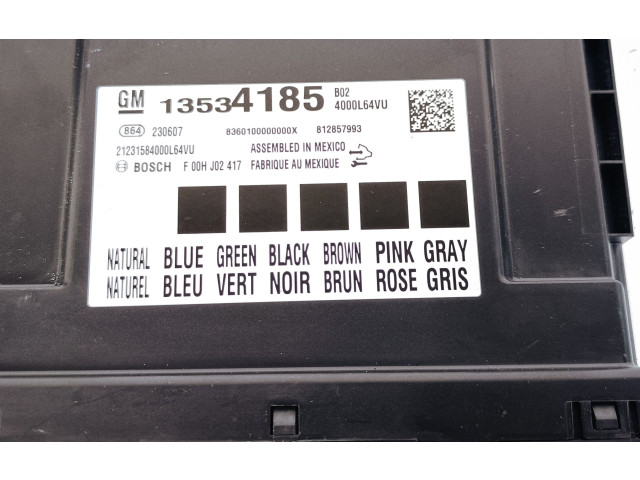 GM 13534185 B02
4000L64VU
864 230607 8360100000000X 812857993
21231584000L64VU ASSEMBLED IN MEXICO
BOSCH F 00H J02 417 FABRIQUE AU MEXIQUE
NATURAL BLUE GREEN BLACK BROWN PINK GRAY
NATUREL BLEU VERT NOIR BRUN ROSE GRIS